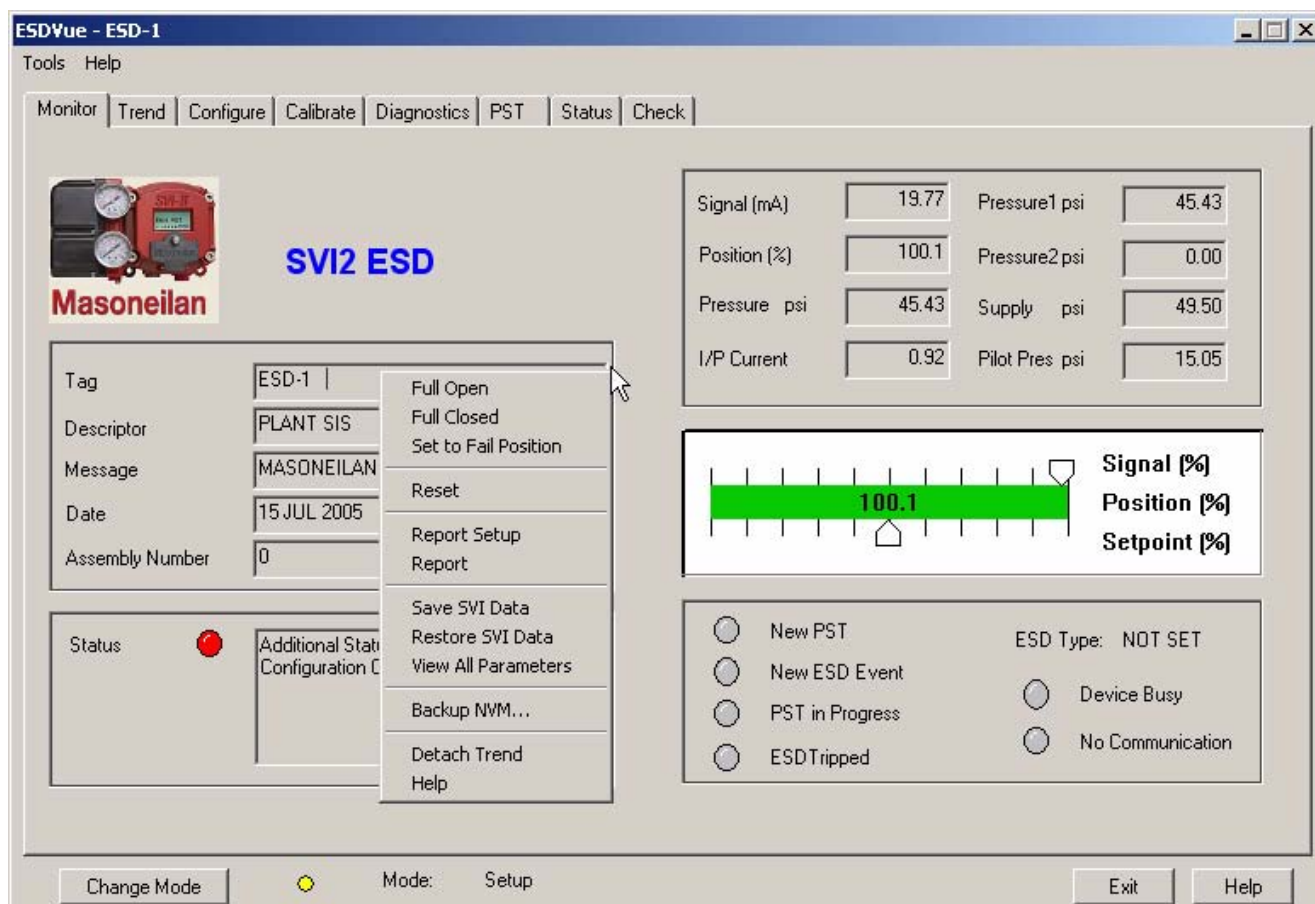 ESDVue - ESD-1
Tools Help
Monitor Trend Configure Calibrate Diagnostics PST Status Check
SVI-II
Masoneilan
SVI2 ESD
Signal (mA) 19.77 Pressure1 psi 45.43
Position (%) 100.1 Pressure2 psi 0.00
Pressure psi 45.43 Supply psi 49.50
I/P Current 0.92 Pilot Pres psi 15.05
Tag ESD-1
Descriptor PLANT SIS
Message MASONEILAN
Date 15 JUL 2005
Assembly Number 0
Full Open
Full Closed
Set to Fail Position
Reset
Report Setup
Report
Save SVI Data
Restore SVI Data
View All Parameters
Backup NVM...
Detach Trend
Help
100.1
Signal (%)
Position (%)
Setpoint (%)
Status
Additional Stat
Configuration
New PST
New ESD Event
PST in Progress
ESDTripped
ESD Type: NOT SET
Device Busy
No Communication
Change Mode Mode: Setup Exit Help